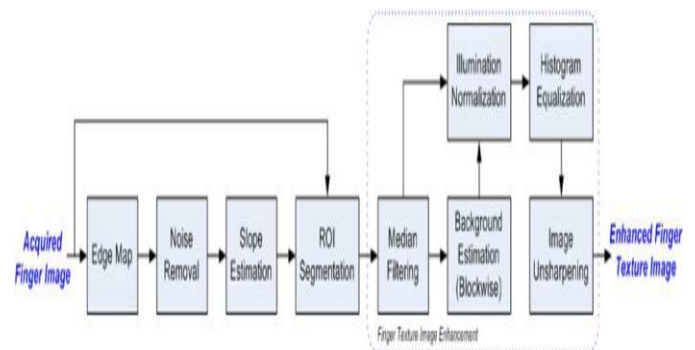 Acquired
Finger Image
Edge Map
Noise
Removal
Slope
Estimation
ROI
Segmentation
Median
Filtering
Background
Estimation
(Blockwise)
Illumination
Normalization
Histogram
Equalization
Image
Unsharpening
Enhanced Finger
Texture Image
Finger Texture Image Enhancement